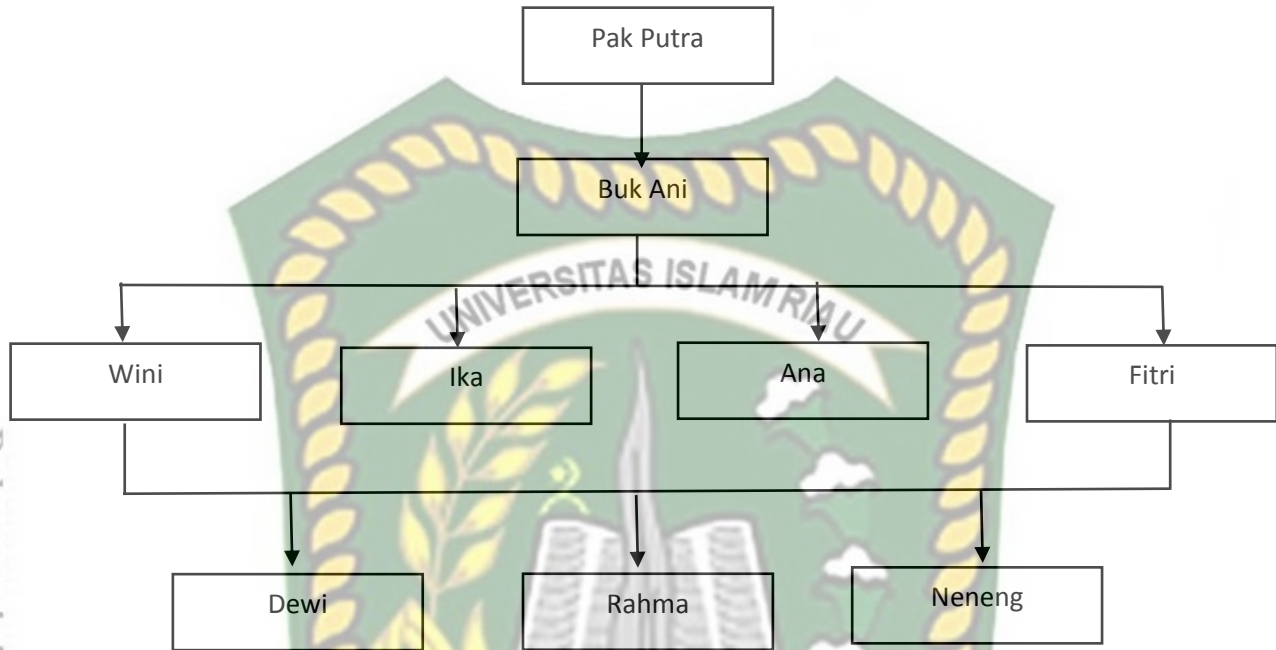 Pak Putra
Buk Ani
UNIVERSITAS ISLAM RIAU
Wini
Ika
Ana
Fitri
Dewi
Rahma
Neneng